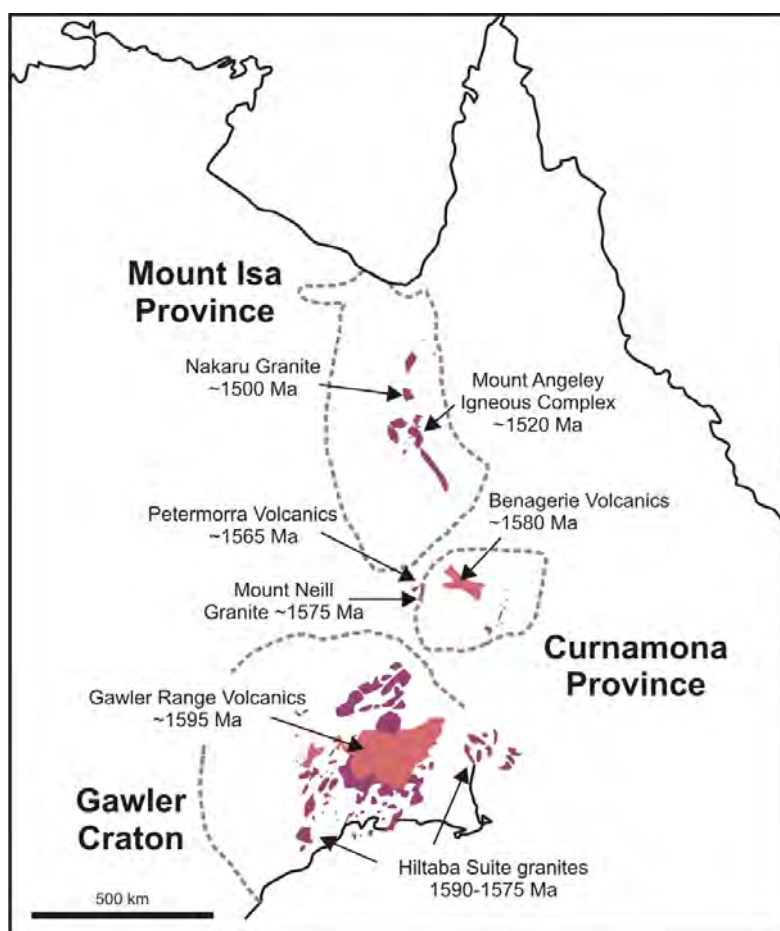 Mount Isa
Province
Nakaru Granite
~1500 Ma
Mount Angeley
Igneous Complex
~1520 Ma
Petermorra Volcanics
~1565 Ma
Benagerie Volcanics
~1580 Ma
Mount Neill
Granite ~1575 Ma
Curnamona
Province
Gawler Range Volcanics
~1595 Ma
Gawler
Craton
Hiltaba Suite granites
1590-1575 Ma
500 km